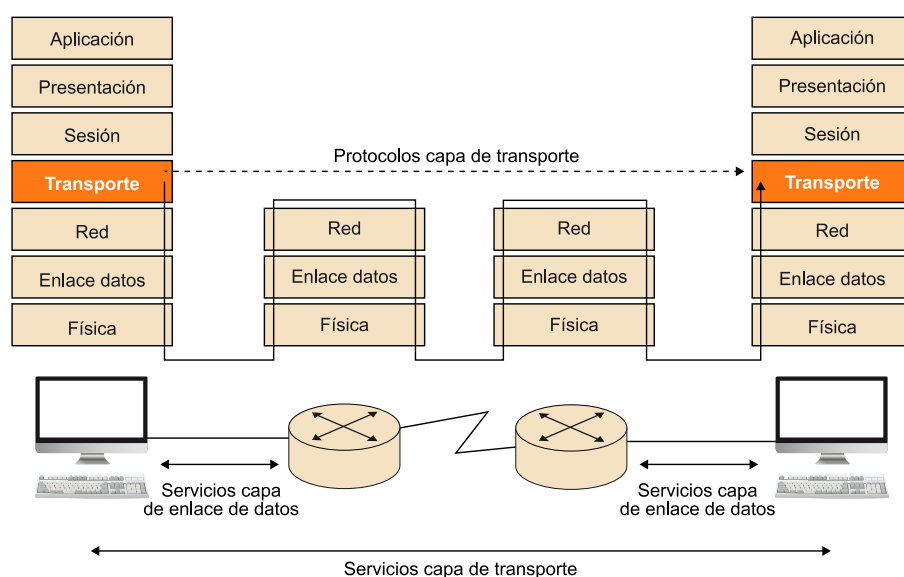 Aplicación
Aplicación
Presentación
Presentación
Sesión
Sesión
Protocolos capa de transporte
Transporte
Transporte
Red
Red
Red
Red
Enlace datos
Enlace datos
Enlace datos
Enlace datos
Física
Física
Física
Física
Servicios capa
de enlace de datos
Servicios capa
de enlace de datos
Servicios capa de transporte